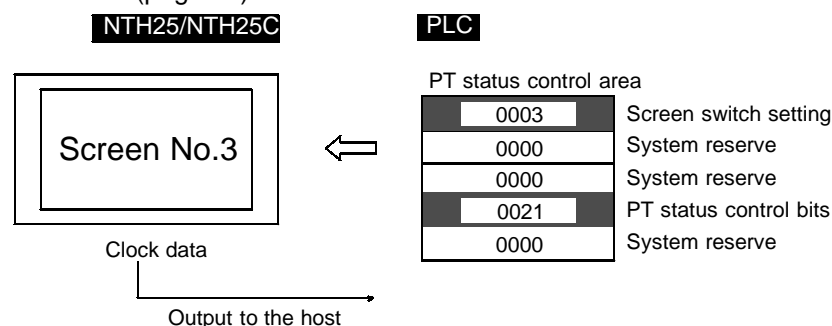 NTH25/NTH25C
PLC
Screen No.3
PT status control area
0003 Screen switch setting
0000 System reserve
0000 System reserve
0021 PT status control bits
0000 System reserve
Clock data
Output to the host